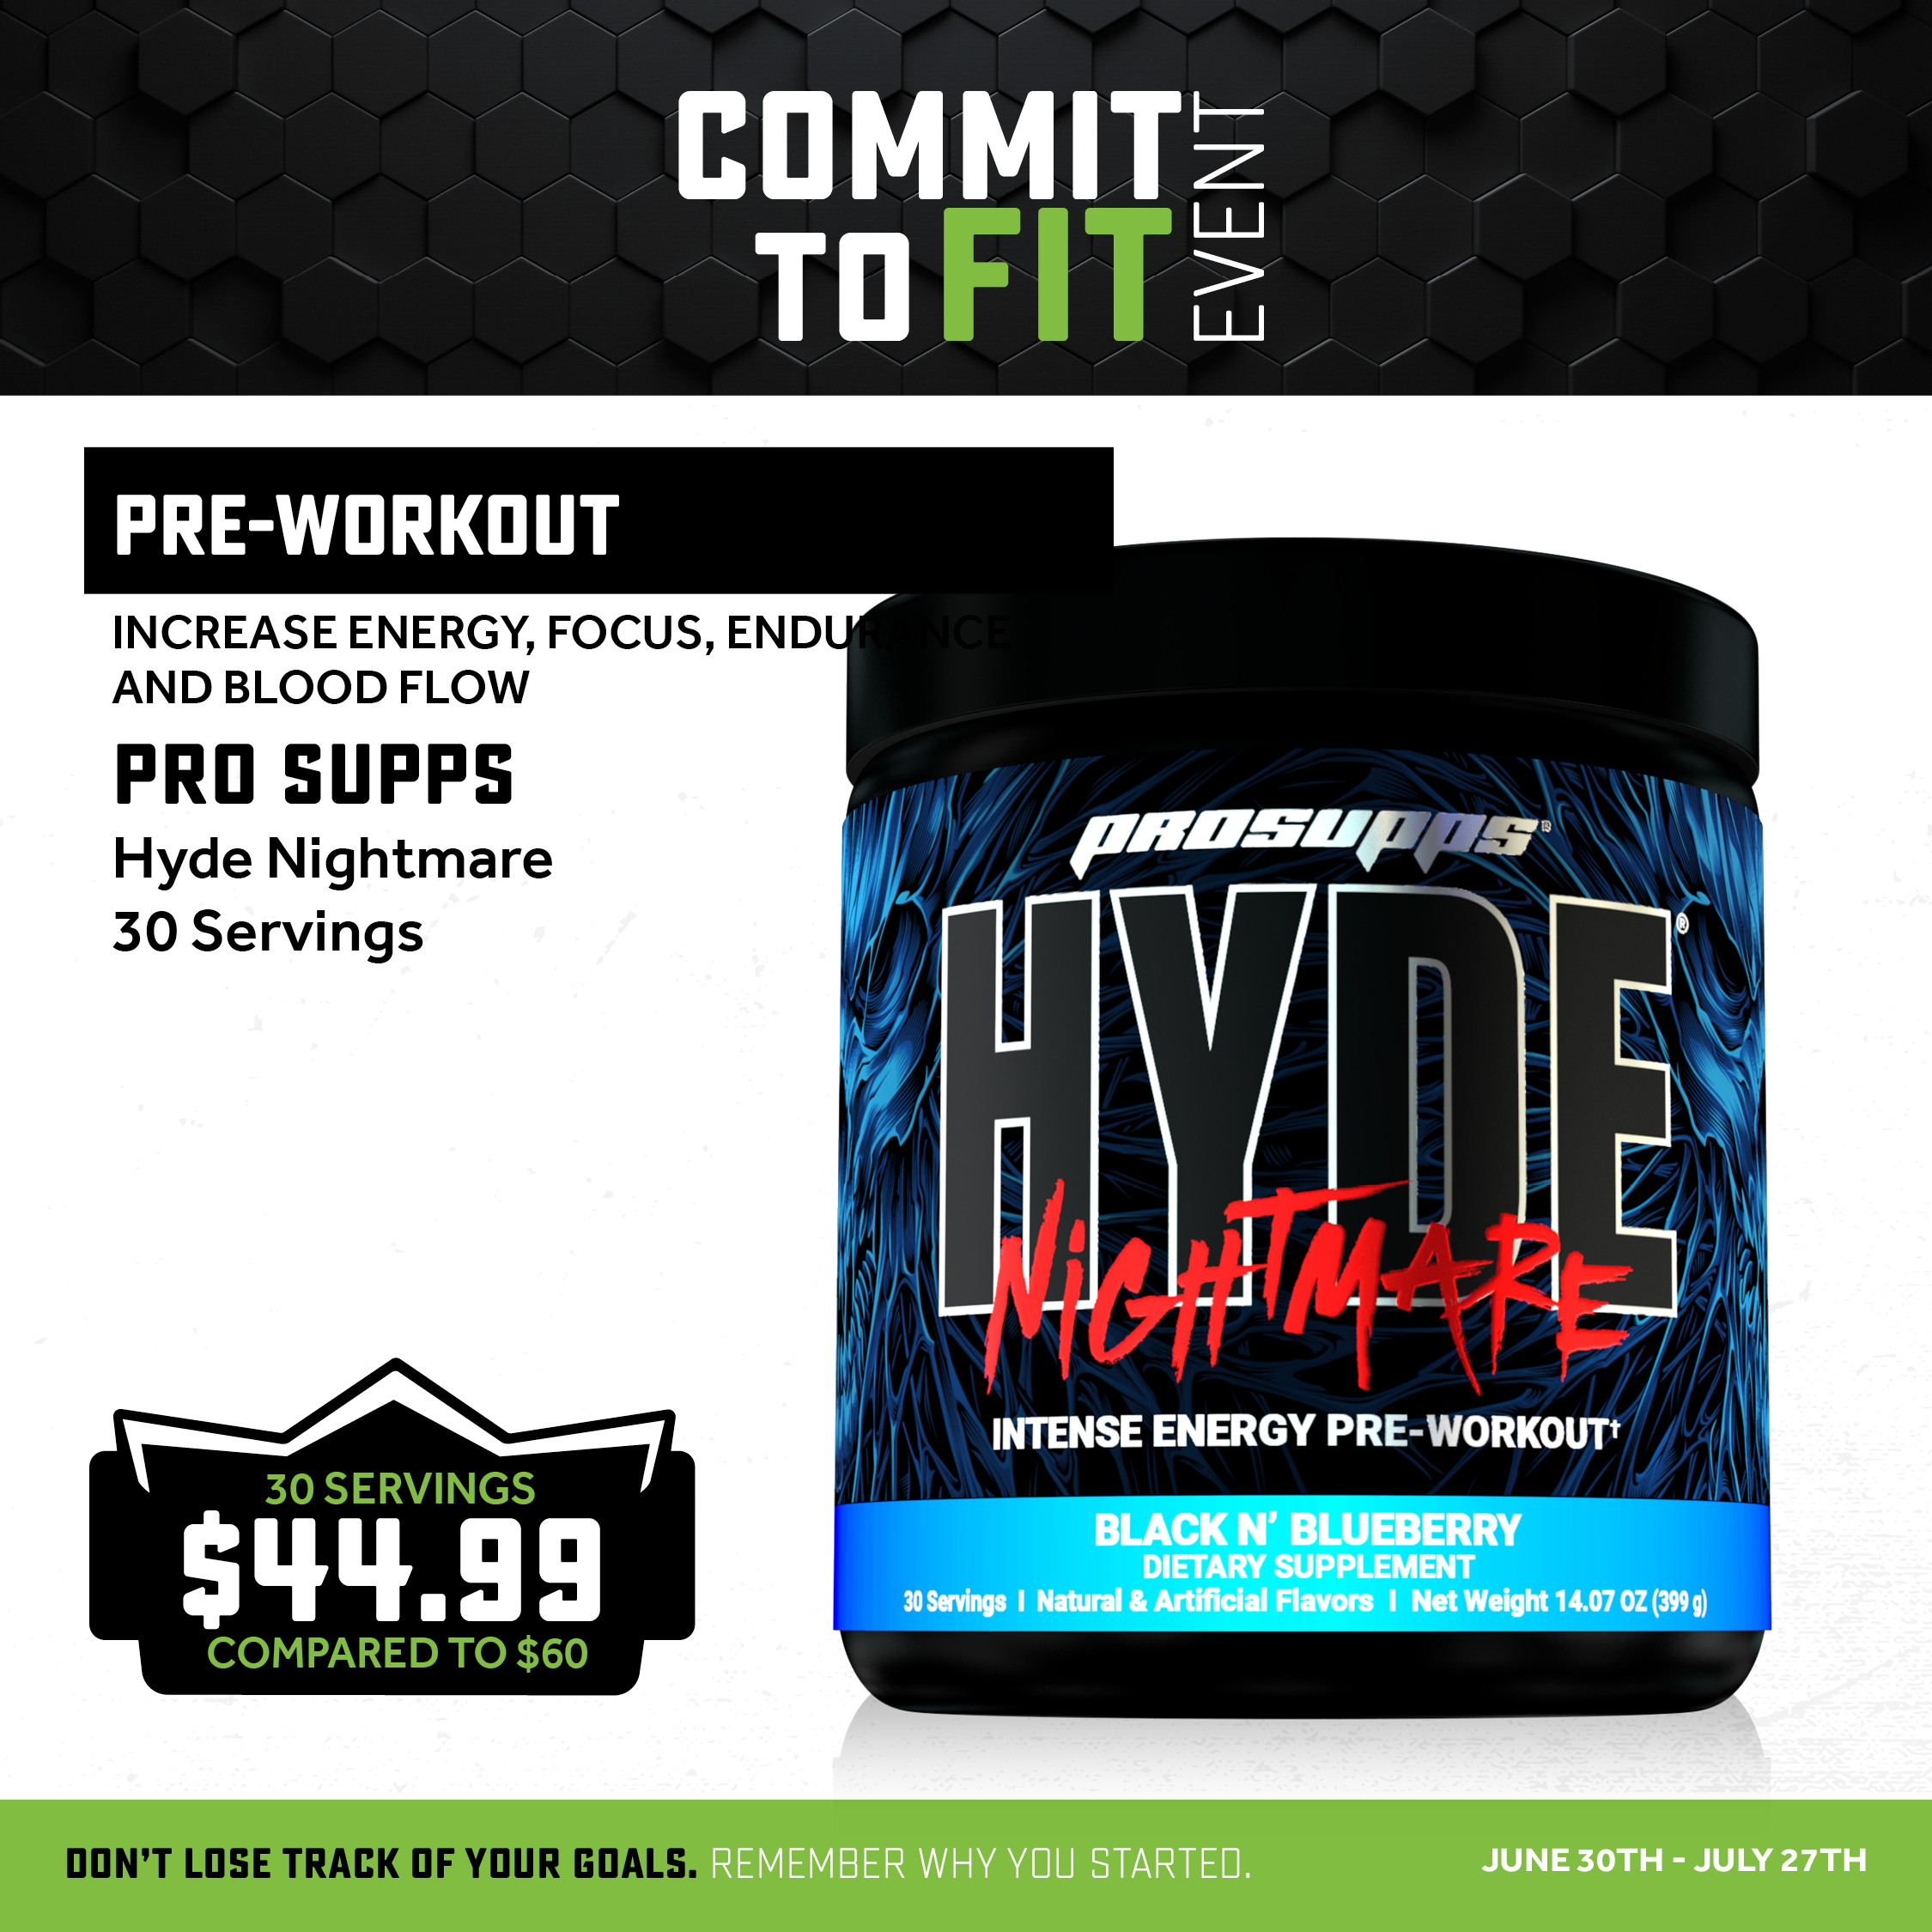 COMMIT
TO FIT
EVENT
PRE-WORKOUT
INCREASE ENERGY, FOCUS, ENDURANCE
AND BLOOD FLOW
PRO SUPPS
Hyde Nightmare
30 Servings
PROSUPPS®
HYDE®
NiGHTMARE
INTENSE ENERGY PRE-WORKOUT†
BLACK N' BLUEBERRY
DIETARY SUPPLEMENT
30 Servings | Natural & Artificial Flavors | Net Weight 14.07 OZ (399 g)
30 SERVINGS
$44.99
COMPARED TO $60
DON'T LOSE TRACK OF YOUR GOALS. REMEMBER WHY YOU STARTED.
JUNE 30TH - JULY 27TH